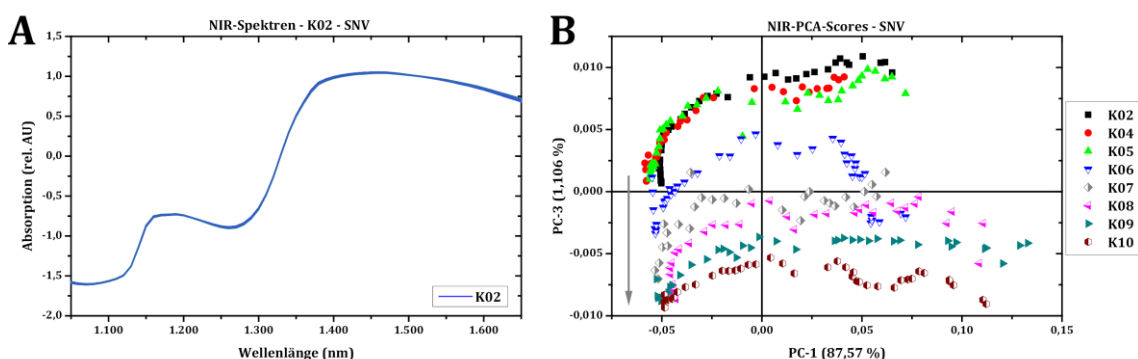 A
NIR-Spektren - K02 - SNV
Absorption (rel. AU)
1,5
1,0
0,5
0,0
-0,5
-1,0
-1,5
-2,0
1.100
1.200
1.300
1.400
1.500
1.600
Wellenlänge (nm)
K02
B
NIR-PCA-Scores - SNV
PC-3 (1,106 %)
0,010
0,005
0,000
-0,005
-0,010
-0,05
0,00
0,05
0,10
0,15
PC-1 (87,57 %)
K02
K04
K05
K06
K07
K08
K09
K10